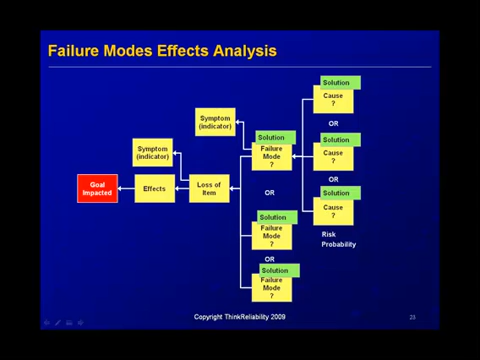 Failure Modes Effects Analysis
Solution
Cause
?
OR
Solution
Cause
?
OR
Solution
Cause
?
Risk
Probability
Symptom
(indicator)
Solution
Failure
Mode
?
OR
Solution
Failure
Mode
?
OR
Solution
Failure
Mode
?
Symptom
(indicator)
Goal
Impacted
Effects
Loss of
Item
Copyright ThinkReliability 2009